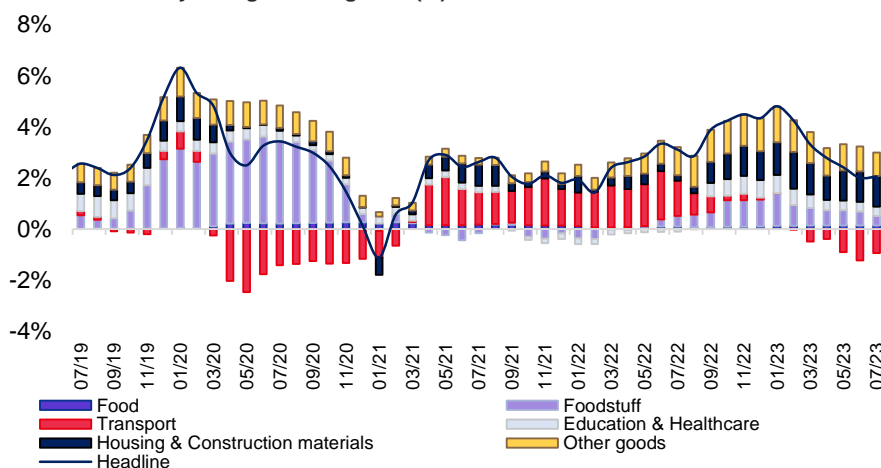 8%
6%
4%
2%
0%
-2%
-4%
07/19 09/19 11/19 01/20 03/20 05/20 07/20 09/20 11/20 01/21 03/21 05/21 07/21 09/21 11/21 01/22 03/22 05/22 07/22 09/22 11/22 01/23 03/23 05/23 07/23
Food Foodstuff
Transport Education & Healthcare
Housing & Construction materials Other goods
Headline